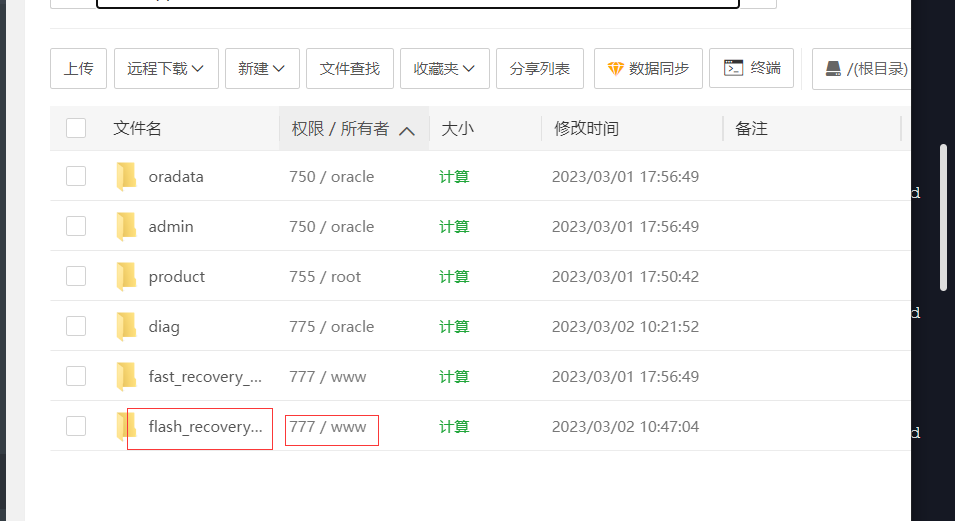 上传 远程下载 新建 文件查找 收藏夹 分享列表 数据同步 终端 /(根目录)
文件名 权限 / 所有者 大小 修改时间 备注
oradata 750 / oracle 计算 2023/03/01 17:56:49
admin 750 / oracle 计算 2023/03/01 17:56:49
product 755 / root 计算 2023/03/01 17:50:42
diag 775 / oracle 计算 2023/03/02 10:21:52
fast_recovery_... 777 / www 计算 2023/03/01 17:56:49
flash_recovery... 777 / www 计算 2023/03/02 10:47:04
d
d
d